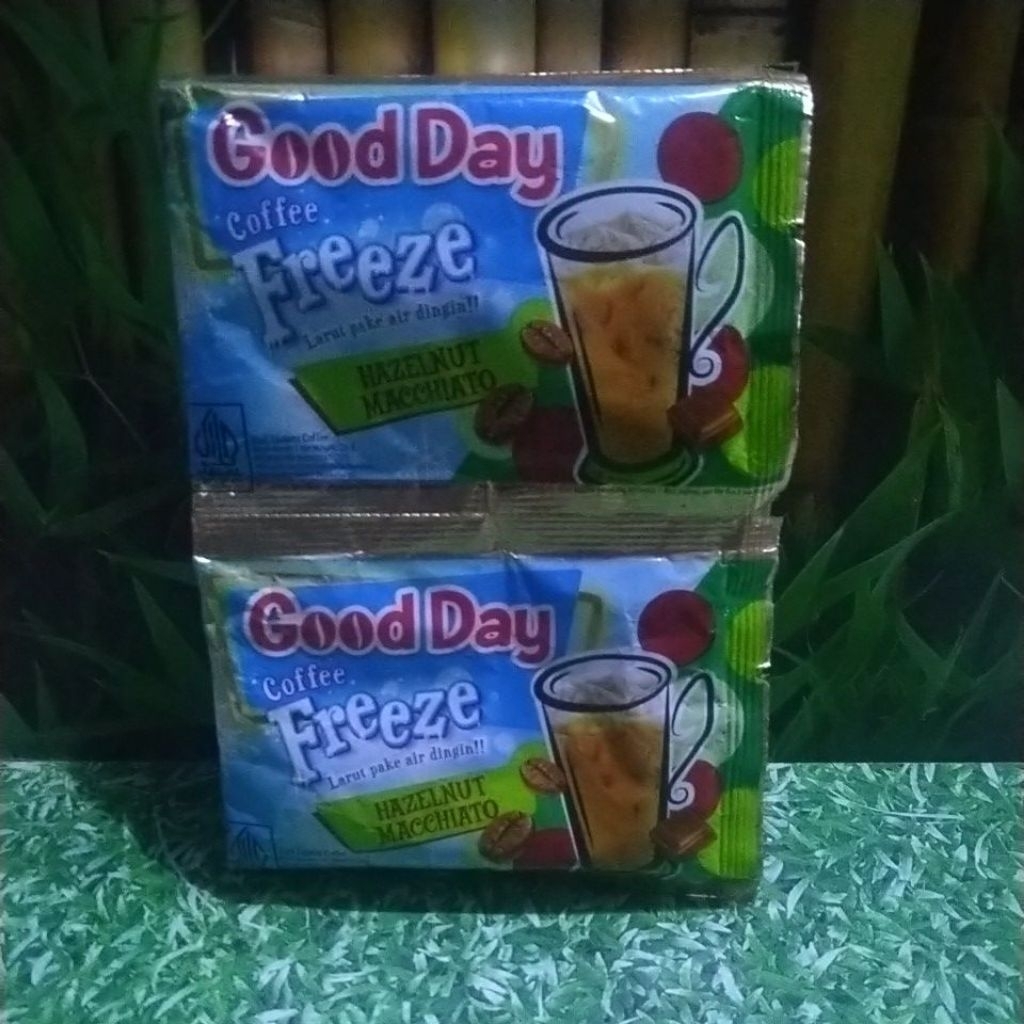 Good Day
Coffee
Freeze
Larut pake air dingin!!
HAZELNUT
MACCHIATO
Good Day
Coffee
Freeze
Larut pake air dingin!!
HAZELNUT
MACCHIATO